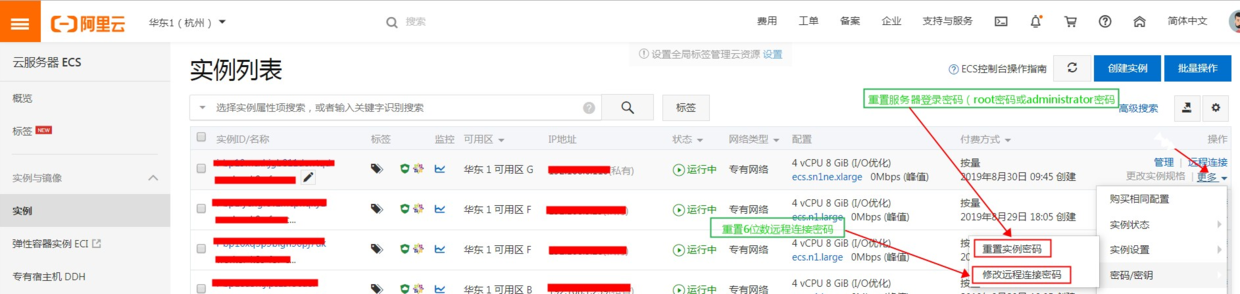 阿里云
华东1（杭州）
搜索
费用 工单 备案 企业 支持与服务 简体中文
云服务器 ECS
设置全局标签管理云资源 设置
实例列表
ECS控制台操作指南
创建实例
批量操作
概览
重置服务器登录密码（root密码或administrator密码
选择实例属性项搜索，或者输入关键字识别搜索
标签
高级搜索
标签 NEW
实例ID/名称 标签 监控 可用区 IP地址 状态 网络类型 配置 付费方式 操作
华东 1 可用区 G (私有) 运行中 专有网络 4 vCPU 8 GiB (I/O优化) 按量 管理 | 远程连接
ecs.sn1ne.xlarge 0Mbps (峰值) 2019年8月30日 09:45 创建 更改实例规格 | 更多
实例与镜像
购买相同配置
实例
华东 1 可用区 F 运行中 专有网络 4 vCPU 8 GiB (I/O优化) 按量
ecs.n1.large 0Mbps (峰值) 2019年8月29日 18:05 创建
实例状态
重置6位数远程连接密码
弹性容器实例 ECI
华东 1 可用区 F 运行中 专有网络 4 vCPU 8 GiB (I/O优化) 按量
ecs.n1.large 0Mbps (峰值)
重置实例密码
实例设置
专有宿主机 DDH
修改远程连接密码
密码/密钥
华东 1 可用区 B 运行中 专有网络 4 vCPU 8 GiB (I/O优化)